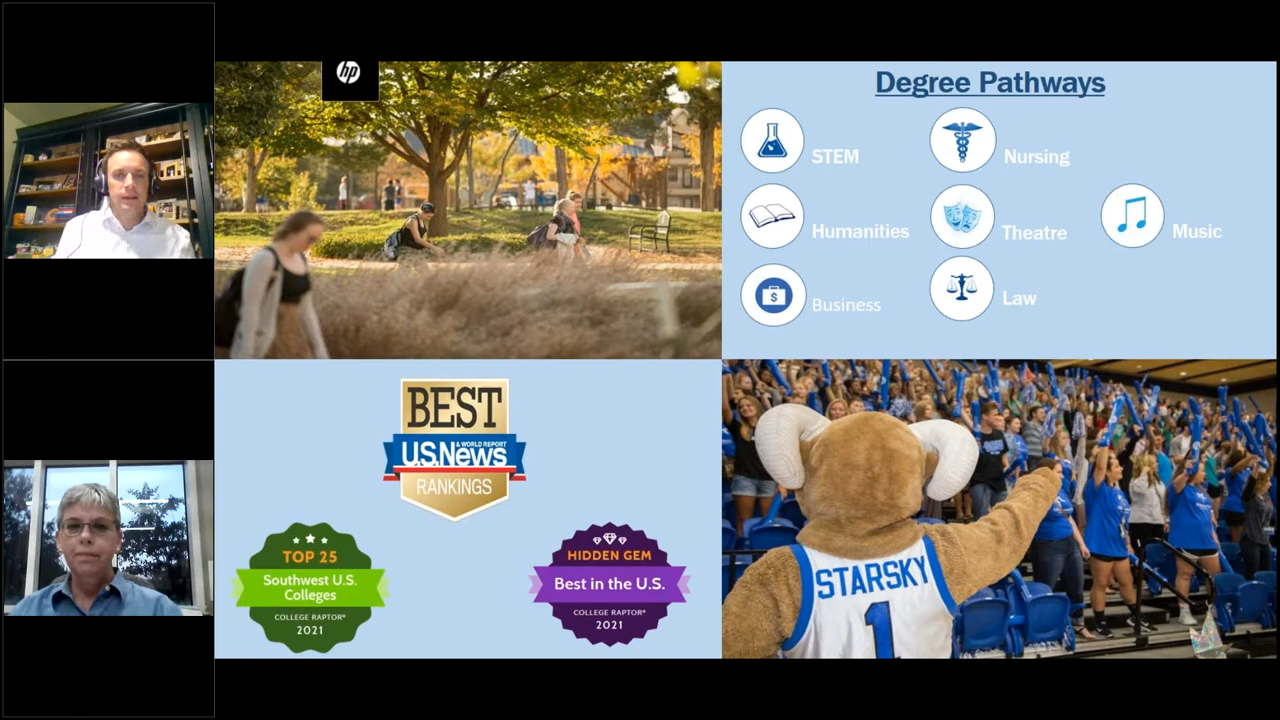 hp
Degree Pathways
STEM
Nursing
Humanities
Theatre
Music
Business
Law
$
BEST
U.S.News
& WORLD REPORT
RANKINGS
TOP 25
Southwest U.S.
Colleges
COLLEGE RAPTOR®
2021
HIDDEN GEM
Best in the U.S.
COLLEGE RAPTOR®
2021
STARSKY
1